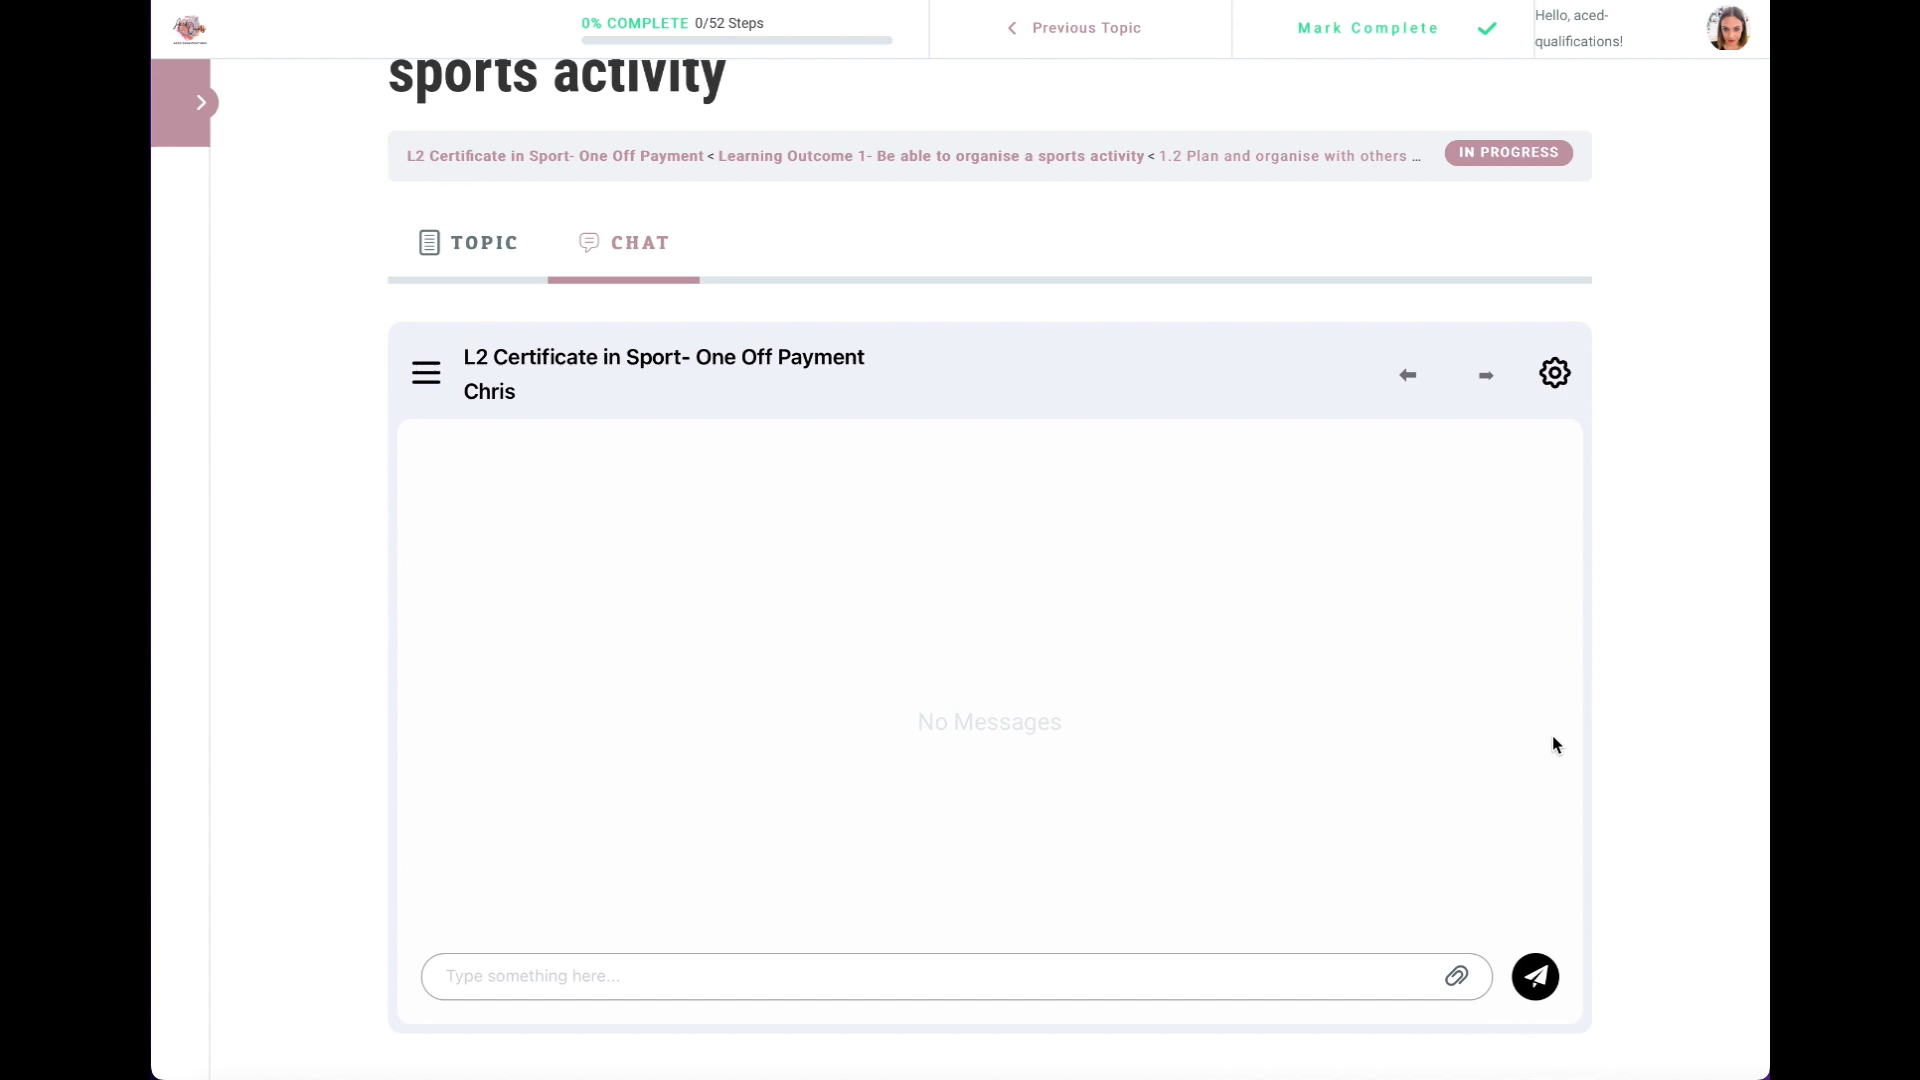 0% COMPLETE 0/52 Steps
Previous Topic
Mark Complete
Hello, aced-
qualifications!
sports activity
L2 Certificate in Sport- One Off Payment < Learning Outcome 1- Be able to organise a sports activity < 1.2 Plan and organise with others ...
IN PROGRESS
TOPIC
CHAT
L2 Certificate in Sport- One Off Payment
Chris
No Messages
Type something here...